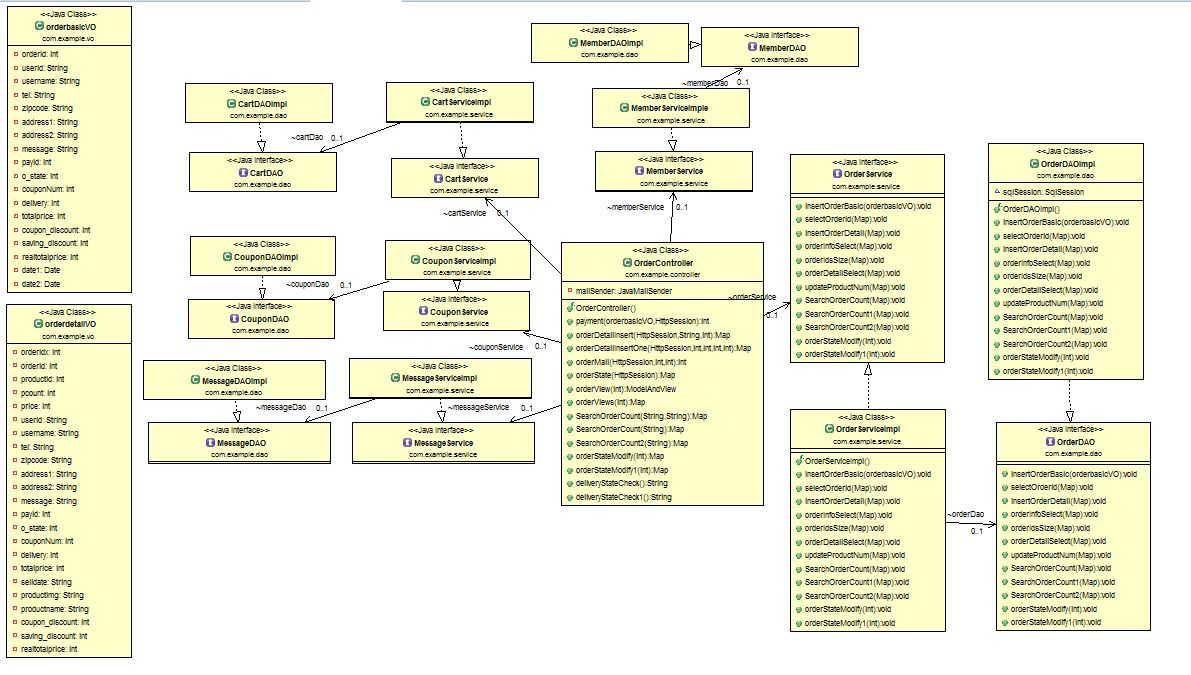 <<Java Class>>
orderbasicVO
com.example.vo
orderid: int
userid: String
username: String
tel: String
zipcode: String
address1: String
address2: String
message: String
payid: int
o_state: int
couponNum: int
delivery: int
totalprice: int
coupon_discount: int
saving_discount: int
realtotalprice: int
date1: Date
date2: Date
<<Java Class>>
orderdetailVO
com.example.vo
orderidx: int
orderid: int
productid: int
pcount: int
price: int
userid: String
username: String
tel: String
zipcode: String
address1: String
address2: String
message: String
payid: int
o_state: int
couponNum: int
delivery: int
totalprice: int
selldate: String
productimg: String
productname: String
coupon_discount: int
saving_discount: int
realtotalprice: int
<<Java Class>>
CartDAOImpl
com.example.dao
<<Java Class>>
CartServiceImpl
com.example.service
~cartDao 0..1
<<Java Interface>>
CartDAO
com.example.dao
<<Java Interface>>
CartService
com.example.service
~cartService 0..1
<<Java Class>>
CouponDAOImpl
com.example.dao
<<Java Class>>
CouponServiceImpl
com.example.service
~couponDao 0..1
<<Java Interface>>
CouponDAO
com.example.dao
<<Java Interface>>
CouponService
com.example.service
~couponService 0..1
<<Java Class>>
MessageDAOImpl
com.example.dao
<<Java Class>>
MessageServiceImpl
com.example.service
~messageDao 0..1
~messageService 0..1
<<Java Interface>>
MessageDAO
com.example.dao
<<Java Interface>>
MessageService
com.example.service
<<Java Class>>
MemberDAOImpl
com.example.dao
<<Java Interface>>
MemberDAO
com.example.dao
~memberDao 0..1
<<Java Class>>
MemberServiceImple
com.example.service
<<Java Interface>>
MemberService
com.example.service
~memberService 0..1
<<Java Class>>
OrderController
com.example.controller
mailSender: JavaMailSender
OrderController()
payment(orderbasicVO,HttpSession):int
orderDetailInsert(HttpSession,String,int):Map
orderDetailInsertOne(HttpSession,int,int,int,int):Map
orderMail(HttpSession,int,int):int
orderState(HttpSession):Map
orderView(int):ModelAndView
orderViews(int):Map
SearchOrderCount(String,String):Map
SearchOrderCount(String):Map
SearchOrderCount2(String):Map
orderStateModify(int):Map
orderStateModify1(int):Map
deliveryStateCheck():String
deliveryStateCheck1():String
~orderService
0..1
<<Java Interface>>
OrderService
com.example.service
insertOrderBasic(orderbasicVO):void
selectOrderId(Map):void
insertOrderDetail(Map):void
orderinfoSelect(Map):void
orderidsSize(Map):void
orderDetailSelect(Map):void
updateProductNum(Map):void
SearchOrderCount(Map):void
SearchOrderCount1(Map):void
SearchOrderCount2(Map):void
orderStateModify(int):void
orderStateModify1(int):void
<<Java Class>>
OrderServiceImpl
com.example.service
OrderServiceImpl()
insertOrderBasic(orderbasicVO):void
selectOrderId(Map):void
insertOrderDetail(Map):void
orderinfoSelect(Map):void
orderidsSize(Map):void
orderDetailSelect(Map):void
updateProductNum(Map):void
SearchOrderCount(Map):void
SearchOrderCount1(Map):void
SearchOrderCount2(Map):void
orderStateModify(int):void
orderStateModify1(int):void
~orderDao
0..1
<<Java Class>>
OrderDAOImpl
com.example.dao
sqlSession: SqlSession
OrderDAOImpl()
insertOrderBasic(orderbasicVO):void
selectOrderId(Map):void
insertOrderDetail(Map):void
orderinfoSelect(Map):void
orderidsSize(Map):void
orderDetailSelect(Map):void
updateProductNum(Map):void
SearchOrderCount(Map):void
SearchOrderCount1(Map):void
SearchOrderCount2(Map):void
orderStateModify(int):void
orderStateModify1(int):void
<<Java Interface>>
OrderDAO
com.example.dao
insertOrderBasic(orderbasicVO):void
selectOrderId(Map):void
insertOrderDetail(Map):void
orderinfoSelect(Map):void
orderidsSize(Map):void
orderDetailSelect(Map):void
updateProductNum(Map):void
SearchOrderCount(Map):void
SearchOrderCount1(Map):void
SearchOrderCount2(Map):void
orderStateModify(int):void
orderStateModify1(int):void